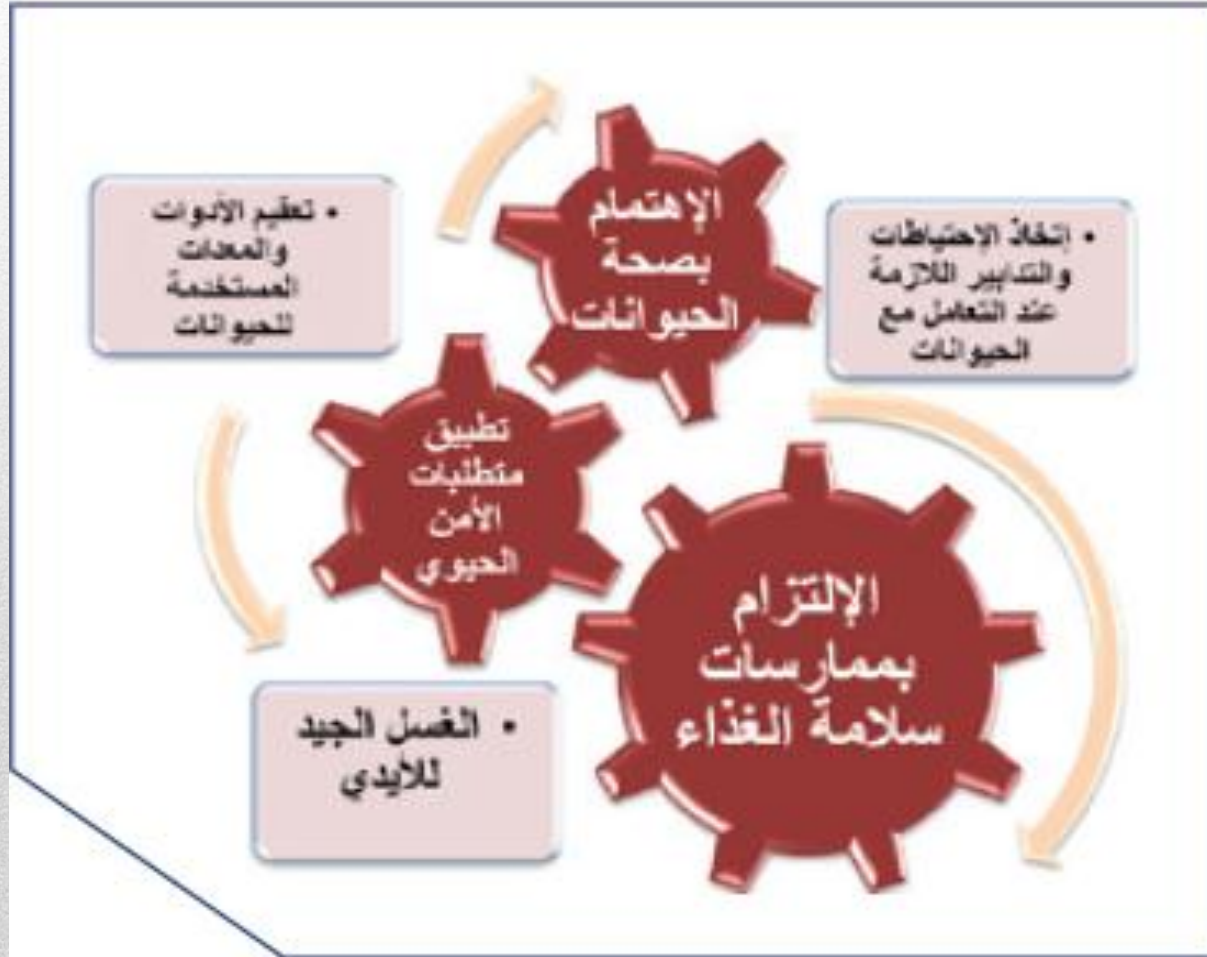 الإهتمام
بصحة
الحيوانات
• إتخاذ الإحتياطات
والتدابير اللازمة
عند التعامل مع
الحيوانات
• تعقيم الأدوات
والمعدات
المستخدمة
للحيوانات
تطبيق
متطلبات
الأمن
الحيوي
الإلتزام
بممارسات
سلامة الغذاء
• الغسل الجيد
للأيدي